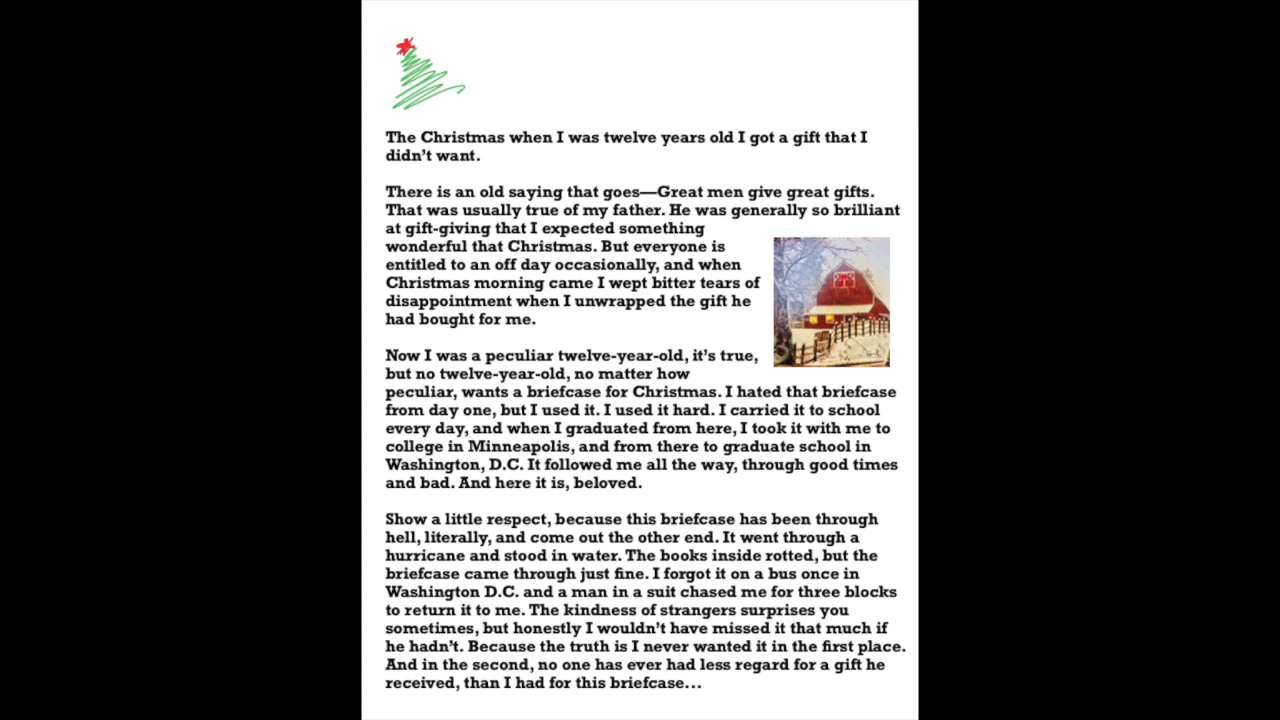 The Christmas when I was twelve years old I got a gift that I
didn’t want.
There is an old saying that goes—Great men give great gifts.
That was usually true of my father. He was generally so brilliant
at gift-giving that I expected something
wonderful that Christmas. But everyone is
entitled to an off day occasionally, and when
Christmas morning came I wept bitter tears of
disappointment when I unwrapped the gift he
had bought for me.
Now I was a peculiar twelve-year-old, it’s true,
but no twelve-year-old, no matter how
peculiar, wants a briefcase for Christmas. I hated that briefcase
from day one, but I used it. I used it hard. I carried it to school
every day, and when I graduated from here, I took it with me to
college in Minneapolis, and from there to graduate school in
Washington, D.C. It followed me all the way, through good times
and bad. And here it is, beloved.
Show a little respect, because this briefcase has been through
hell, literally, and come out the other end. It went through a
hurricane and stood in water. The books inside rotted, but the
briefcase came through just fine. I forgot it on a bus once in
Washington D.C. and a man in a suit chased me for three blocks
to return it to me. The kindness of strangers surprises you
sometimes, but honestly I wouldn’t have missed it that much if
he hadn’t. Because the truth is I never wanted it in the first place.
And in the second, no one has ever had less regard for a gift he
received, than I had for this briefcase…